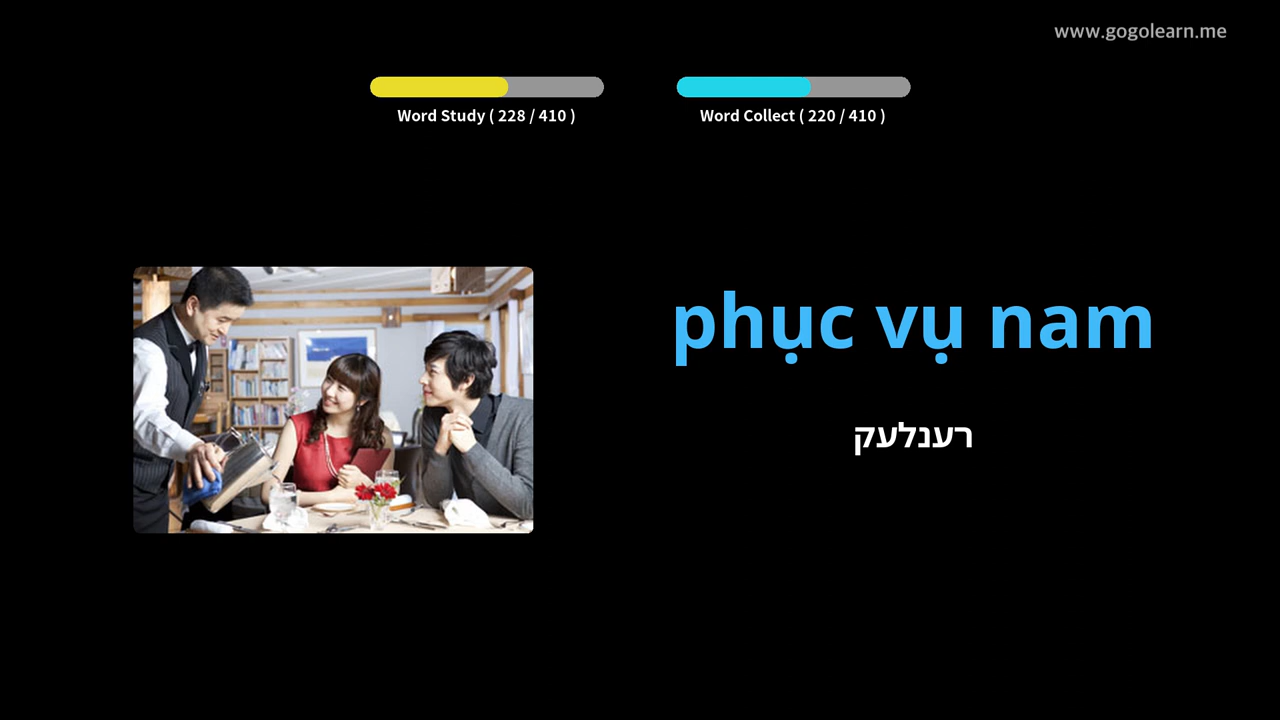 www.gogolearn.me
Word Study ( 228 / 410 )
Word Collect ( 220 / 410 )
phục vụ nam
רענלעק